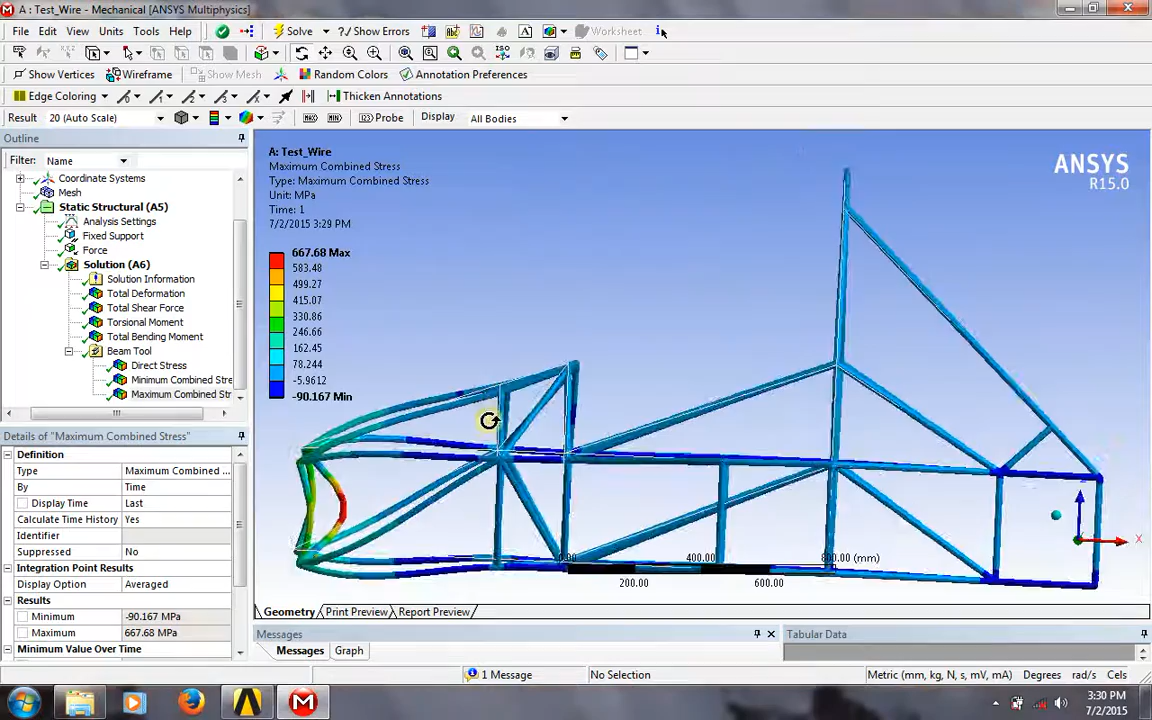 A : Test_Wire - Mechanical [ANSYS Multiphysics]
File Edit View Units Tools Help Solve ?/ Show Errors Worksheet
Show Vertices Wireframe Show Mesh Random Colors Annotation Preferences
Edge Coloring Thicken Annotations
Result 20 (Auto Scale) MAX MIN Probe Display All Bodies
Outline
Filter: Name
Coordinate Systems
Mesh
Static Structural (A5)
Analysis Settings
Fixed Support
Force
Solution (A6)
Solution Information
Total Deformation
Total Shear Force
Torsional Moment
Total Bending Moment
Beam Tool
Direct Stress
Minimum Combined Stre
Maximum Combined Str
Details of "Maximum Combined Stress"
Definition
Type Maximum Combined ...
By Time
Display Time Last
Calculate Time History Yes
Identifier
Suppressed No
Integration Point Results
Display Option Averaged
Results
Minimum -90.167 MPa
Maximum 667.68 MPa
Minimum Value Over Time
A: Test_Wire
Maximum Combined Stress
Type: Maximum Combined Stress
Unit: MPa
Time: 1
7/2/2015 3:29 PM
667.68 Max
583.48
499.27
415.07
330.86
246.66
162.45
78.244
-5.9612
-90.167 Min
ANSYS
R15.0
0.00 400.00 800.00 (mm)
200.00 600.00
X
Geometry Print Preview Report Preview
Messages
Messages Graph
Tabular Data
1 Message No Selection Metric (mm, kg, N, s, mV, mA) Degrees rad/s Cels
3:30 PM
7/2/2015